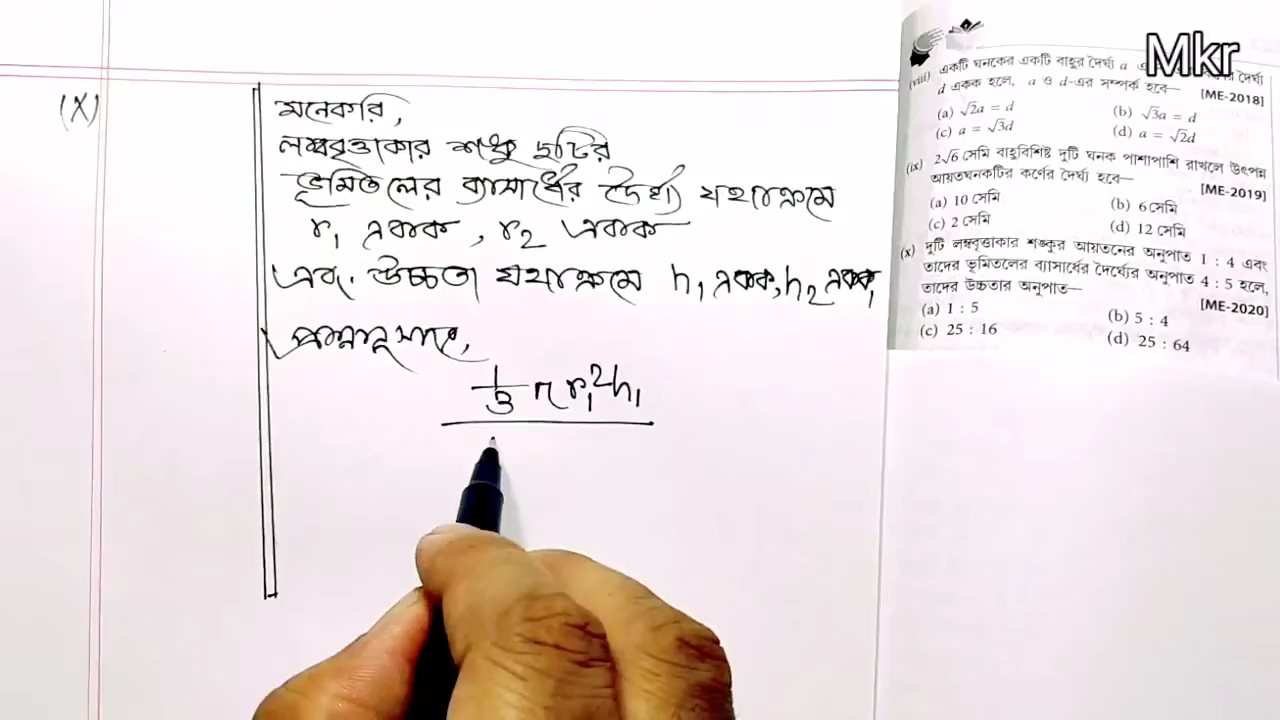 (X)
মনেকরি,
লম্ববৃত্তাকার শঙ্কু দুটির
ভূমিতলের ব্যাসার্ধের দৈর্ঘ্য যথাক্রমে
r₁ একক , r₂ একক
এবং উচ্চতা যথাক্রমে h₁ একক, h₂ একক,
প্রশ্নানুসারে,
1/3 π r₁²h₁
Mkr
(viii) একটি ঘনকের একটি বাহুর দৈর্ঘ্য a দৈর্ঘ্য
d একক হলে, a ও d-এর সম্পর্ক হবে— [ME-2018]
(a) √2a = d (b) √3a = d
(c) a = √3d (d) a = √2d
(ix) 2√6 সেমি বাহুবিশিষ্ট দুটি ঘনক পাশাপাশি রাখলে উৎপন্ন
আয়তঘনকটির কর্ণের দৈর্ঘ্য হবে— [ME-2019]
(a) 10 সেমি (b) 6 সেমি
(c) 2 সেমি (d) 12 সেমি
(x) দুটি লম্ববৃত্তাকার শঙ্কুর আয়তনের অনুপাত 1 : 4 এবং
তাদের ভূমিতলের ব্যাসার্ধের দৈর্ঘ্যের অনুপাত 4 : 5 হলে,
তাদের উচ্চতার অনুপাত— [ME-2020]
(a) 1 : 5 (b) 5 : 4
(c) 25 : 16 (d) 25 : 64